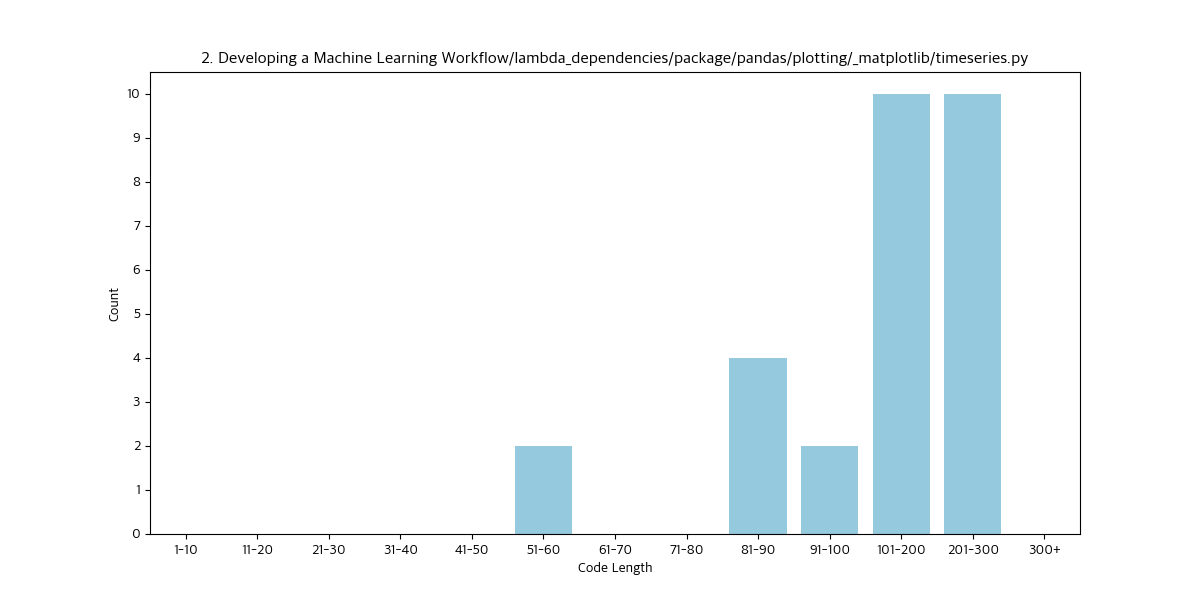 2. Developing a Machine Learning Workflow/lambda_dependencies/package/pandas/plotting/_matplotlib/timeseries.py
10
9
8
7
6
5
4
3
2
1
0
Count
1-10 11-20 21-30 31-40 41-50 51-60 61-70 71-80 81-90 91-100 101-200 201-300 300+
Code Length